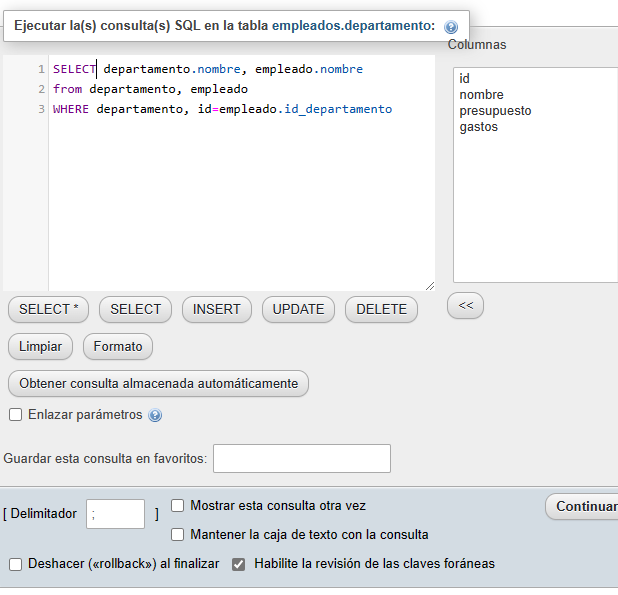 Ejecutar la(s) consulta(s) SQL en la tabla empleados.departamento:
Columnas
1 SELECT departamento.nombre, empleado.nombre
2 from departamento, empleado
3 WHERE departamento, id=empleado.id_departamento
id
nombre
presupuesto
gastos
SELECT * SELECT INSERT UPDATE DELETE <<
Limpiar Formato
Obtener consulta almacenada automáticamente
Enlazar parámetros
Guardar esta consulta en favoritos:
[ Delimitador ; ] Mostrar esta consulta otra vez Continuar
Mantener la caja de texto con la consulta
Deshacer («rollback») al finalizar Habilite la revisión de las claves foráneas